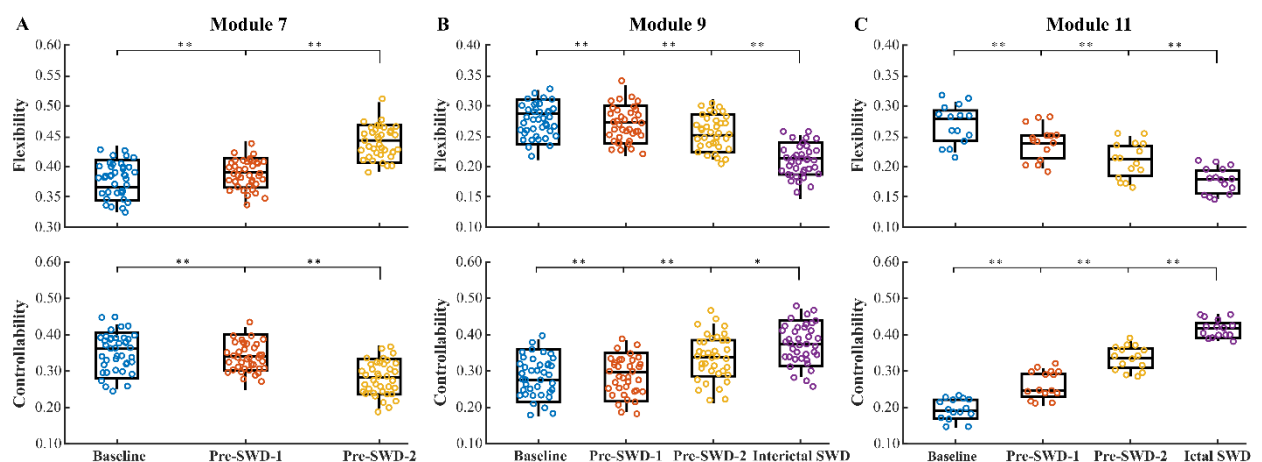 A Module 7 B Module 9 C Module 11
Flexibility
0.60
0.55
0.50
0.45
0.40
0.35
0.30
** **
Flexibility
0.40
0.35
0.30
0.25
0.20
0.15
0.10
** ** **
Flexibility
0.40
0.35
0.30
0.25
0.20
0.15
0.10
** ** **
Controllability
0.60
0.50
0.40
0.30
0.20
0.10
** **
Baseline Pre-SWD-1 Pre-SWD-2
Controllability
0.60
0.50
0.40
0.30
0.20
0.10
** ** *
Baseline Pre-SWD-1 Pre-SWD-2 Interictal SWD
Controllability
0.60
0.50
0.40
0.30
0.20
0.10
** ** **
Baseline Pre-SWD-1 Pre-SWD-2 Ictal SWD